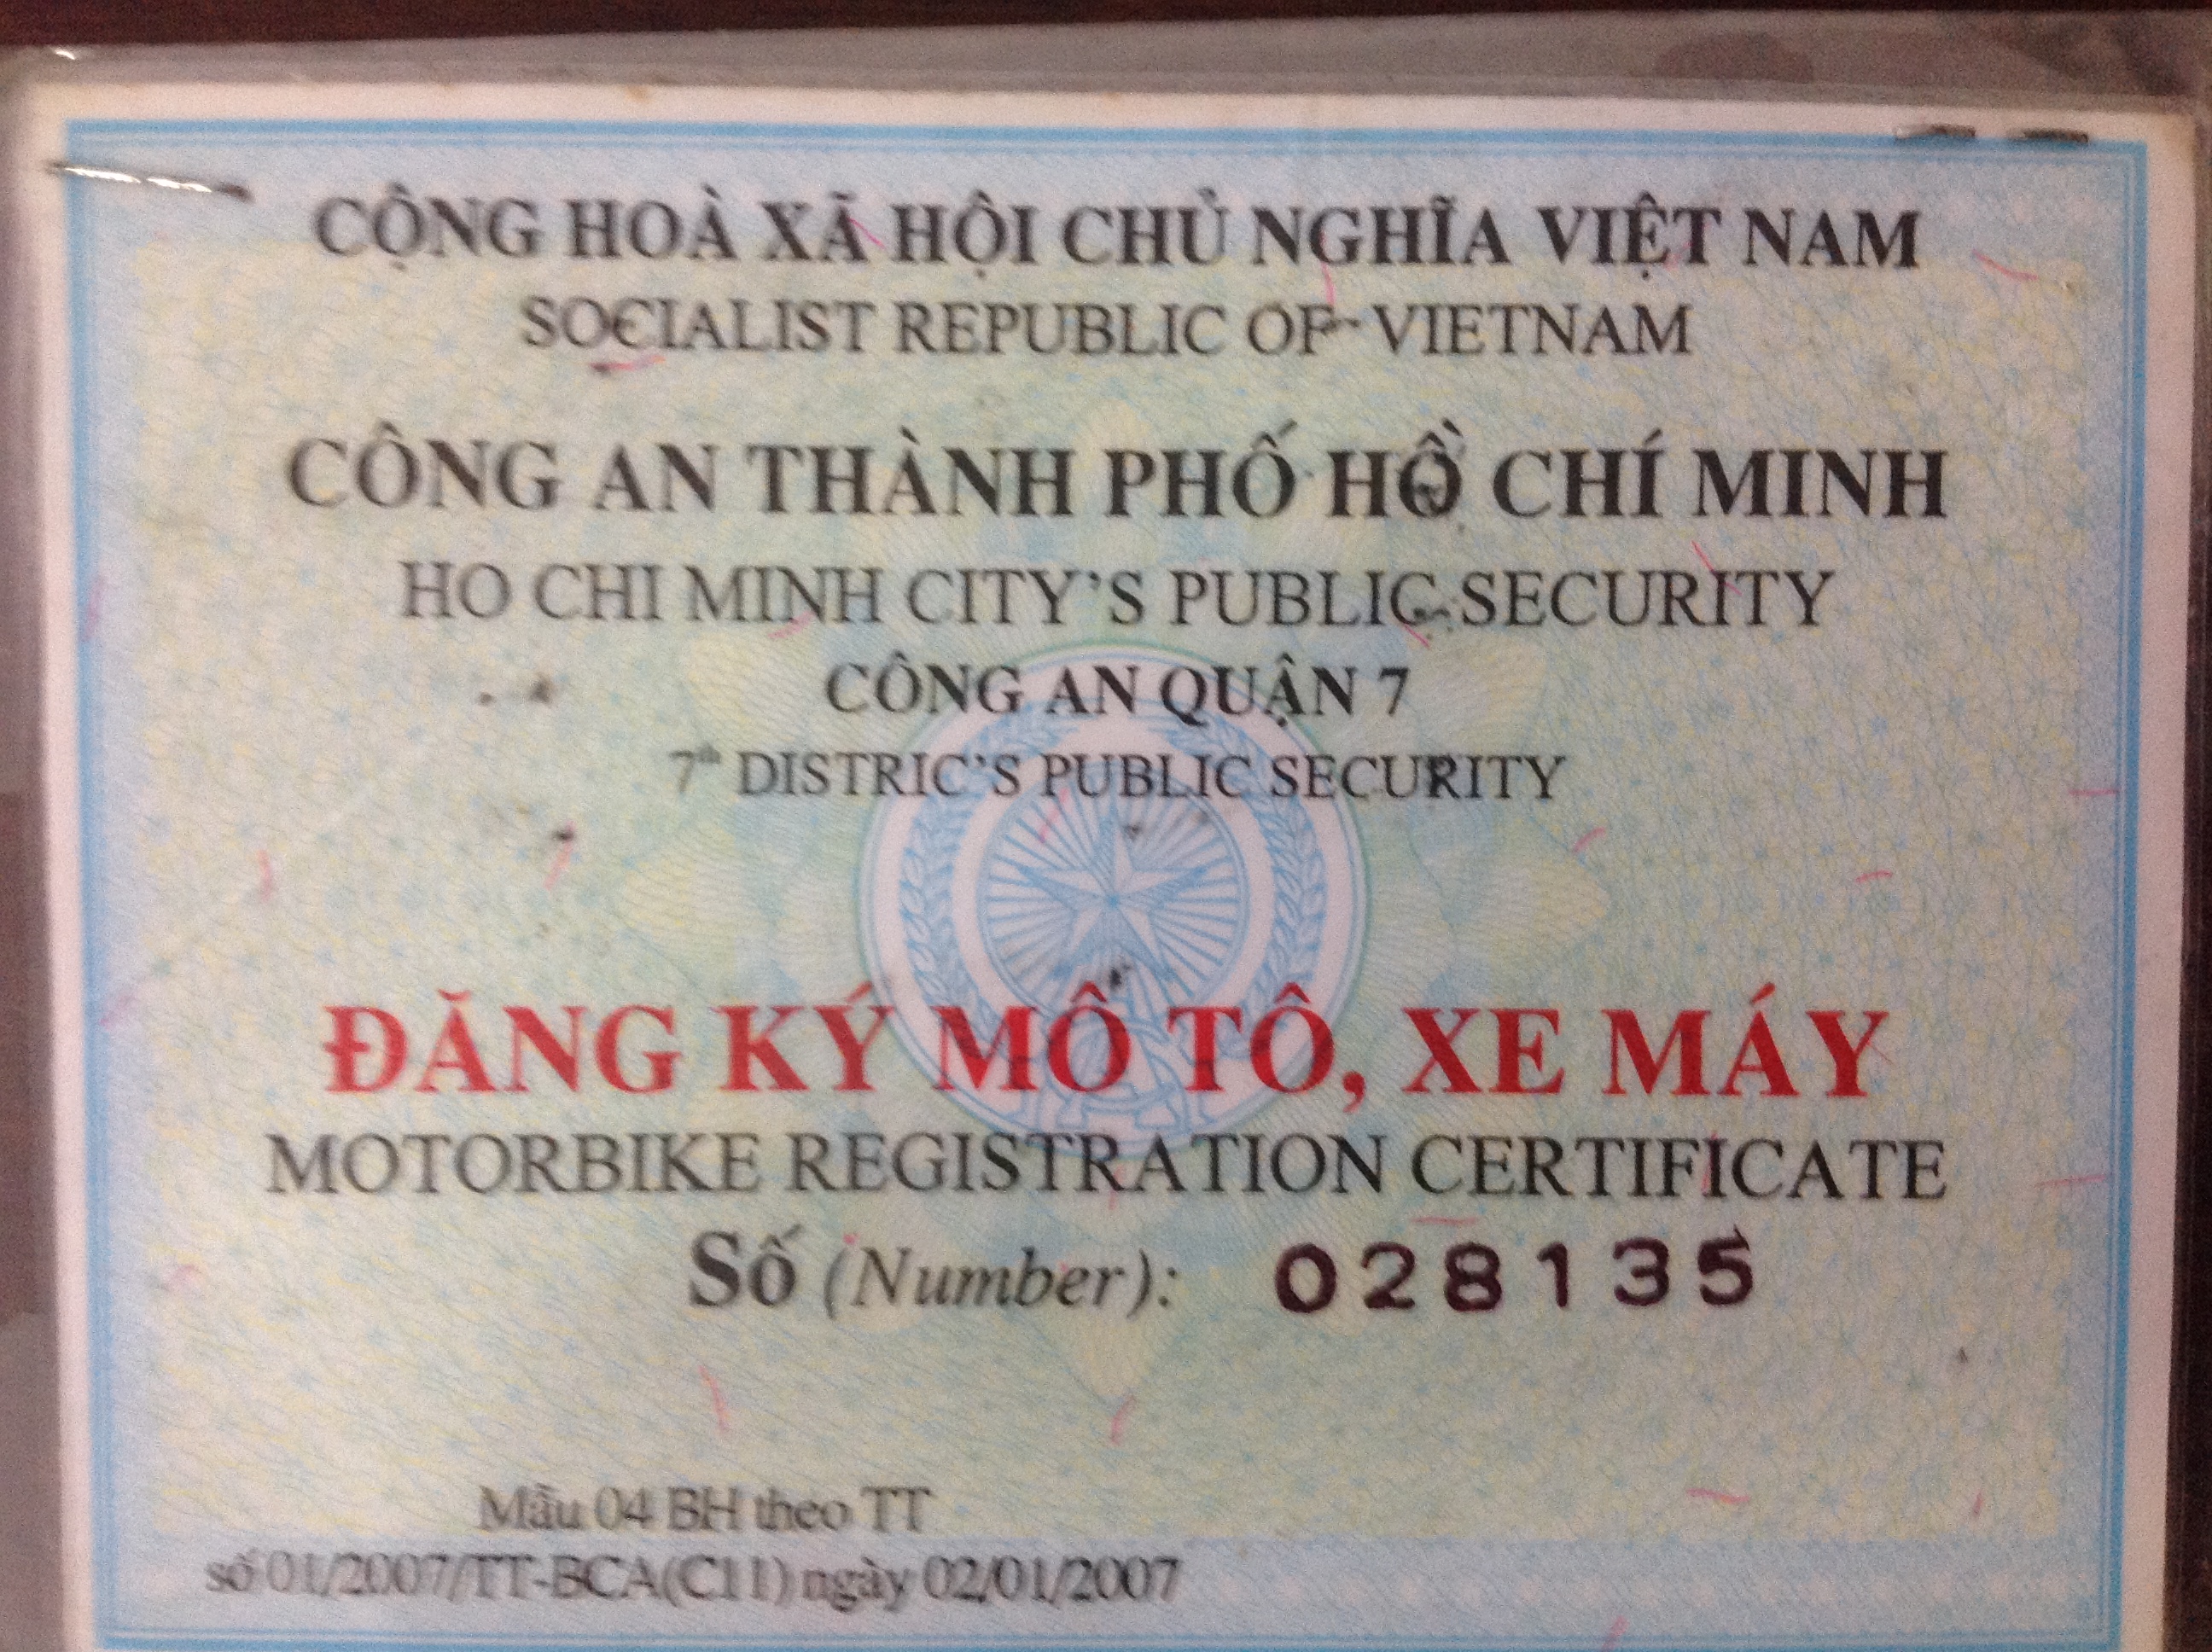 CỘNG HOÀ XÃ HỘI CHỦ NGHĨA VIỆT NAM
SOCIALIST REPUBLIC OF VIETNAM
CÔNG AN THÀNH PHỐ HỒ CHÍ MINH
HO CHI MINH CITY'S PUBLIC SECURITY
CÔNG AN QUẬN 7
7th DISTRIC'S PUBLIC SECURITY
ĐĂNG KÝ MÔ TÔ, XE MÁY
MOTORBIKE REGISTRATION CERTIFICATE
Số (Number): 028135
Mẫu 04 BH theo TT
số 01/2007/TT-BCA(C11) ngày 02/01/2007